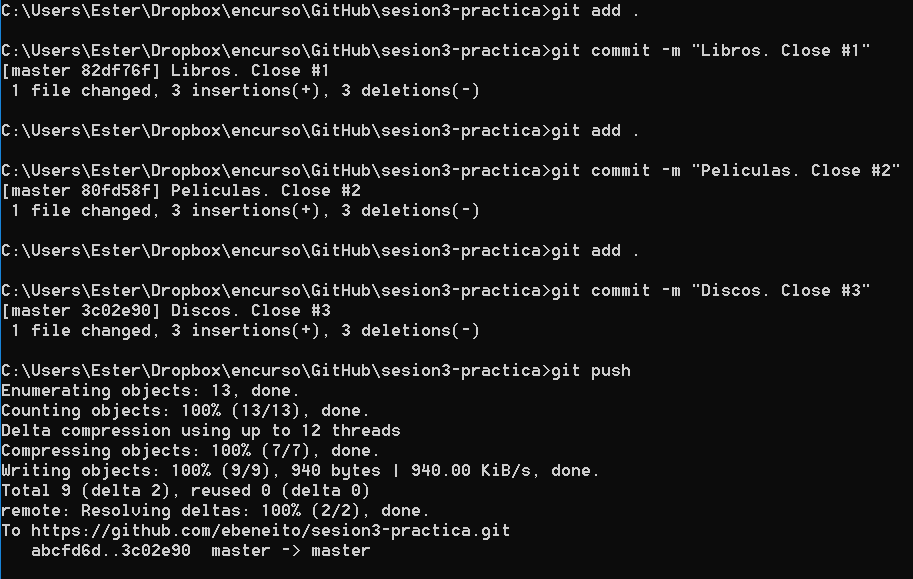 C:\Users\Ester\Dropbox\encurso\GitHub\sesion3-practica>git add .
C:\Users\Ester\Dropbox\encurso\GitHub\sesion3-practica>git commit -m "Libros. Close #1"
[master 82df76f] Libros. Close #1
 1 file changed, 3 insertions(+), 3 deletions(-)
C:\Users\Ester\Dropbox\encurso\GitHub\sesion3-practica>git add .
C:\Users\Ester\Dropbox\encurso\GitHub\sesion3-practica>git commit -m "Peliculas. Close #2"
[master 80fd58f] Peliculas. Close #2
 1 file changed, 3 insertions(+), 3 deletions(-)
C:\Users\Ester\Dropbox\encurso\GitHub\sesion3-practica>git add .
C:\Users\Ester\Dropbox\encurso\GitHub\sesion3-practica>git commit -m "Discos. Close #3"
[master 3c02e90] Discos. Close #3
 1 file changed, 3 insertions(+), 3 deletions(-)
C:\Users\Ester\Dropbox\encurso\GitHub\sesion3-practica>git push
Enumerating objects: 13, done.
Counting objects: 100% (13/13), done.
Delta compression using up to 12 threads
Compressing objects: 100% (7/7), done.
Writing objects: 100% (9/9), 940 bytes | 940.00 KiB/s, done.
Total 9 (delta 2), reused 0 (delta 0)
remote: Resolving deltas: 100% (2/2), done.
To https://github.com/ebeneito/sesion3-practica.git
   abcfd6d..3c02e90  master -> master